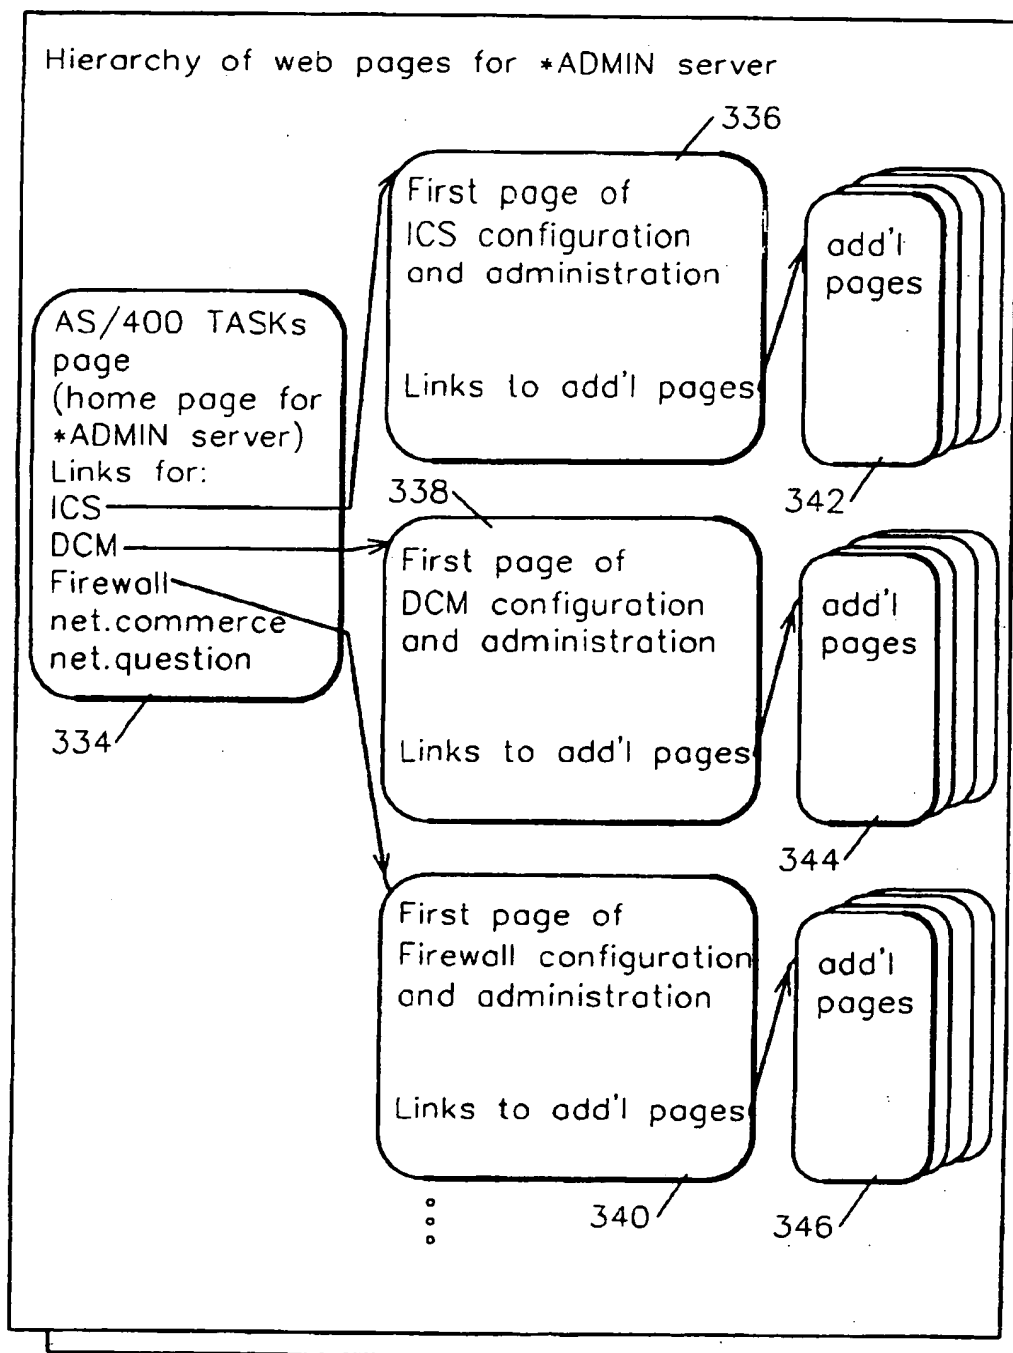 Hierarchy of web pages for *ADMIN server
336
First page of
ICS configuration
and administration
Links to add'l pages
add'l
pages
342
AS/400 TASKs
page
(home page for
*ADMIN server)
Links for:
ICS
DCM
Firewall
net.commerce
net.question
334
338
First page of
DCM configuration
and administration
Links to add'l pages
add'l
pages
344
First page of
Firewall configuration
and administration
Links to add'l pages
340
add'l
pages
346